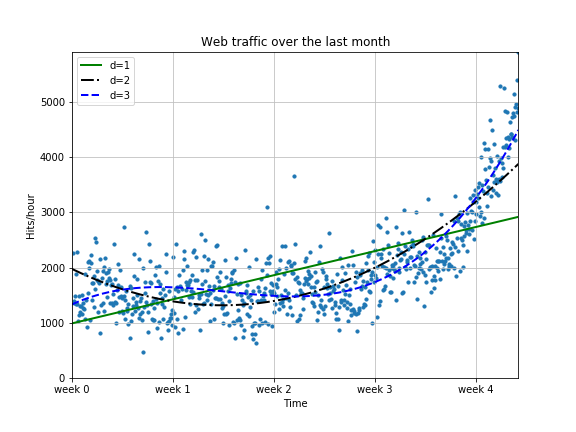 Web traffic over the last month
d=1
d=2
d=3
5000
4000
3000
2000
1000
0
Hits/hour
week 0 week 1 week 2 week 3 week 4
Time